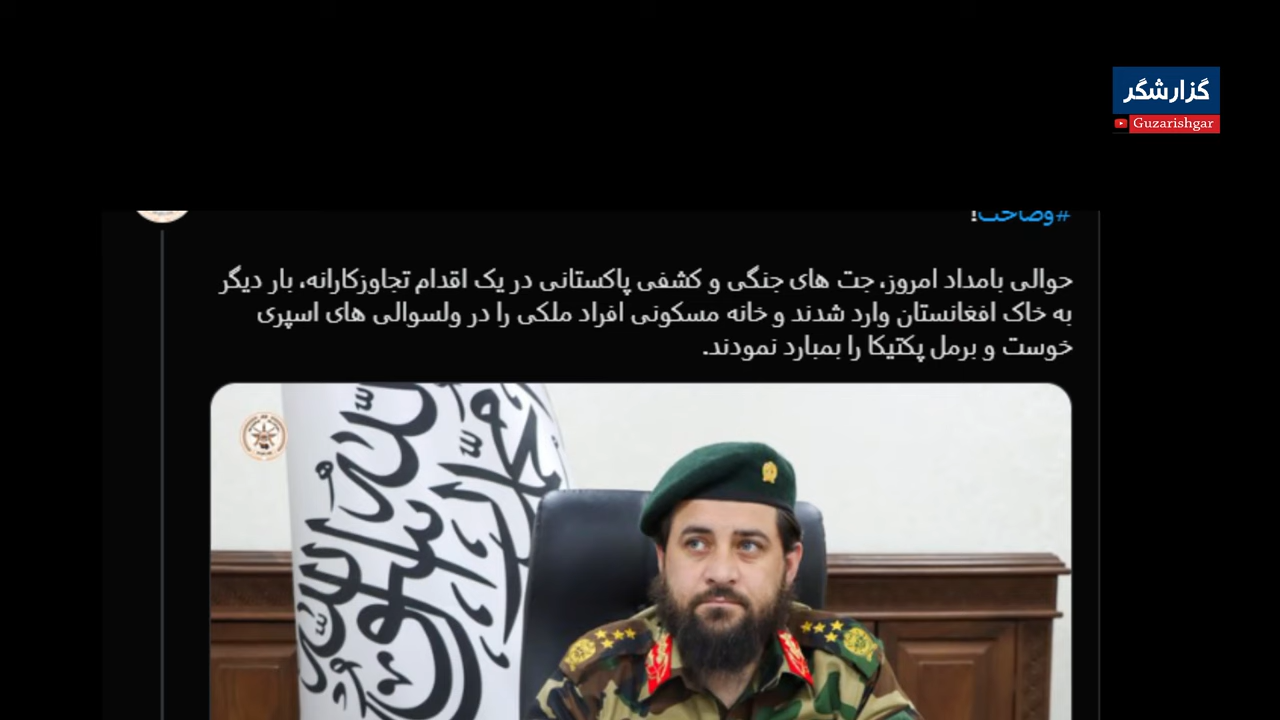 گزارشگر
Guzarishgar
#وضاحت!
حوالی بامداد امروز، جت های جنگی و کشفی پاکستانی در یک اقدام تجاوزکارانه، بار دیگر
به خاک افغانستان وارد شدند و خانه مسکونی افراد ملکی را در ولسوالی های اسپری
خوست و برمل پکتیکا را بمبارد نمودند.